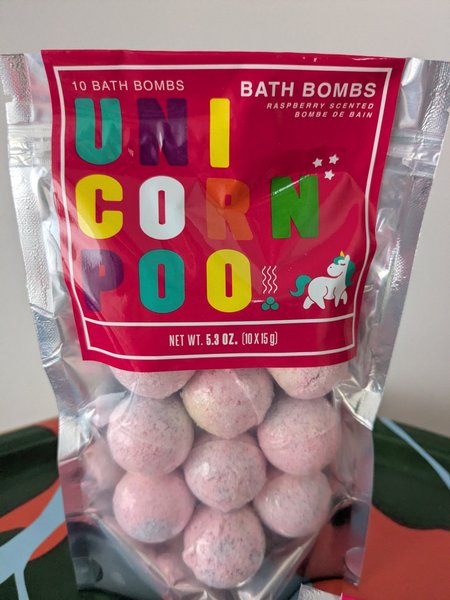 10 BATH BOMBS
BATH BOMBS
RASPBERRY SCENTED
BOMBE DE BAIN
UNI
CORN
POO
NET WT. 5.3 OZ. (10 X 15 g)